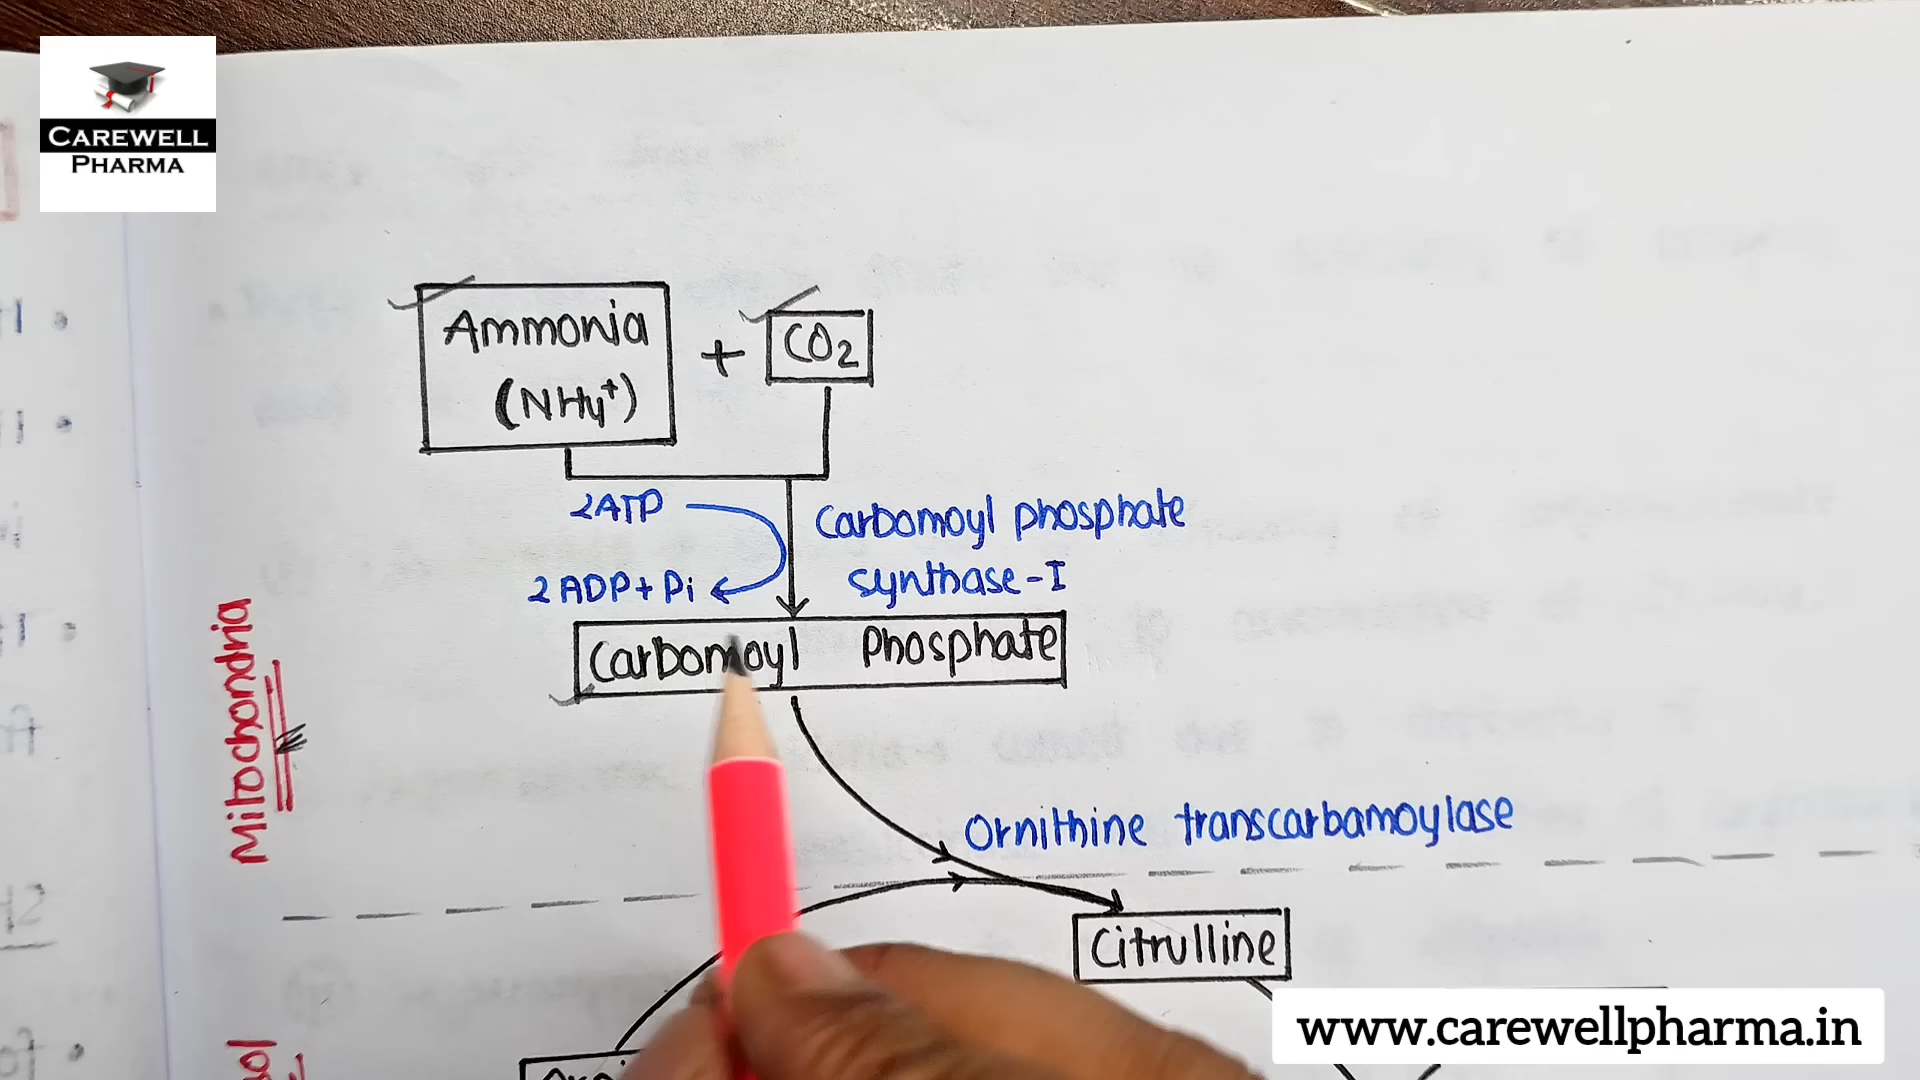 CAREWELL
PHARMA
Ammonia
(NH4+)
+
CO2
2ATP
Carbomoyl phosphate
synthase-I
2 ADP + Pi
Carbomoyl Phosphate
Mitochondria
Ornithine transcarbamoylase
Citrulline
www.carewellpharma.in